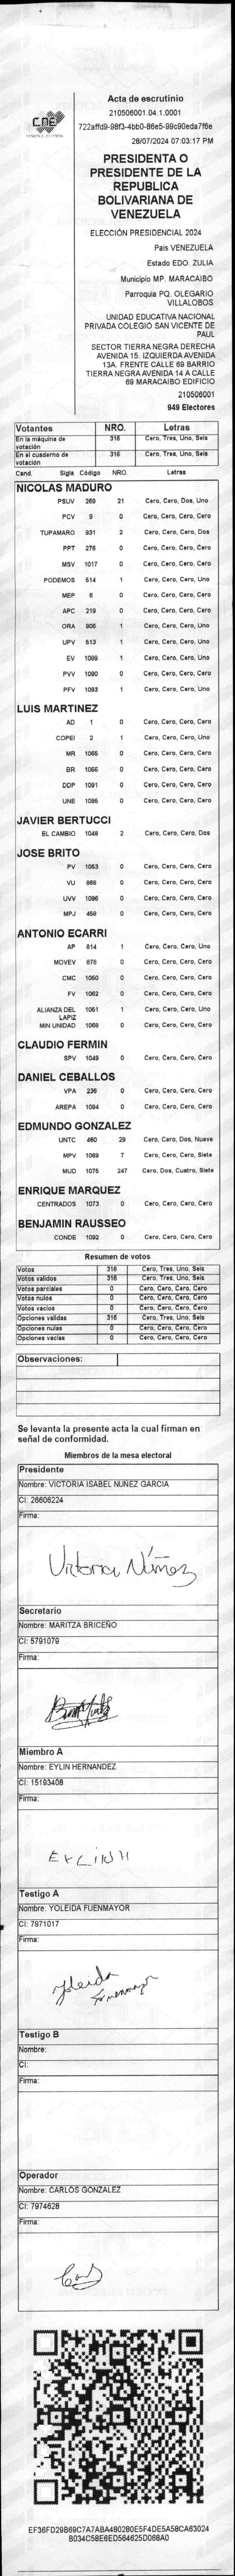 CNE
Acta de escrutinio
210506001.04.1.0001
722affd9-98f3-4bb0-86e5-99c90eda7f6e
28/07/2024 07:03:17 PM
PRESIDENTA O
PRESIDENTE DE LA
REPUBLICA
BOLIVARIANA DE
VENEZUELA
ELECCIÓN PRESIDENCIAL 2024
Pais VENEZUELA
Estado EDO. ZULIA
Municipio MP. MARACAIBO
Parroquia PQ. OLEGARIO
VILLALOBOS
UNIDAD EDUCATIVA NACIONAL
PRIVADA COLEGIO SAN VICENTE DE
PAUL
SECTOR TIERRA NEGRA DERECHA
AVENIDA 15. IZQUIERDA AVENIDA
13A. FRENTE CALLE 69 BARRIO
TIERRA NEGRA AVENIDA 14 A CALLE
69 MARACAIBO EDIFICIO
210506001
949 Electores
Votantes NRO. Letras
En la máquina de votación 316 Cero, Tres, Uno, Seis
En el cuaderno de votación 316 Cero, Tres, Uno, Seis
Cand. Sigla Código NRO. Letras
NICOLAS MADURO
PSUV 269 21 Cero, Cero, Dos, Uno
PCV 9 0 Cero, Cero, Cero, Cero
TUPAMARO 931 2 Cero, Cero, Cero, Dos
PPT 276 0 Cero, Cero, Cero, Cero
MSV 1017 0 Cero, Cero, Cero, Cero
PODEMOS 514 1 Cero, Cero, Cero, Uno
MEP 6 0 Cero, Cero, Cero, Cero
APC 219 0 Cero, Cero, Cero, Cero
ORA 906 1 Cero, Cero, Cero, Uno
UPV 513 1 Cero, Cero, Cero, Uno
EV 1089 1 Cero, Cero, Cero, Uno
PVV 1090 0 Cero, Cero, Cero, Cero
PFV 1093 1 Cero, Cero, Cero, Uno
LUIS MARTINEZ
AD 1 0 Cero, Cero, Cero, Cero
COPEI 2 1 Cero, Cero, Cero, Uno
MR 1065 0 Cero, Cero, Cero, Cero
BR 1066 0 Cero, Cero, Cero, Cero
DDP 1091 0 Cero, Cero, Cero, Cero
UNE 1095 0 Cero, Cero, Cero, Cero
JAVIER BERTUCCI
EL CAMBIO 1048 2 Cero, Cero, Cero, Dos
JOSE BRITO
PV 1053 0 Cero, Cero, Cero, Cero
VU 868 0 Cero, Cero, Cero, Cero
UVV 1096 0 Cero, Cero, Cero, Cero
MPJ 458 0 Cero, Cero, Cero, Cero
ANTONIO ECARRI
AP 814 1 Cero, Cero, Cero, Uno
MOVEV 878 0 Cero, Cero, Cero, Cero
CMC 1050 0 Cero, Cero, Cero, Cero
FV 1062 0 Cero, Cero, Cero, Cero
ALIANZA DEL LAPIZ 1051 1 Cero, Cero, Cero, Uno
MIN UNIDAD 1069 0 Cero, Cero, Cero, Cero
CLAUDIO FERMIN
SPV 1049 0 Cero, Cero, Cero, Cero
DANIEL CEBALLOS
VPA 236 0 Cero, Cero, Cero, Cero
AREPA 1094 0 Cero, Cero, Cero, Cero
EDMUNDO GONZALEZ
UNTC 460 29 Cero, Cero, Dos, Nueve
MPV 1069 7 Cero, Cero, Cero, Siete
MUD 1075 247 Cero, Dos, Cuatro, Siete
ENRIQUE MARQUEZ
CENTRADOS 1073 0 Cero, Cero, Cero, Cero
BENJAMIN RAUSSEO
CONDE 1092 0 Cero, Cero, Cero, Cero
Resumen de votos
Votos 316 Cero, Tres, Uno, Seis
Votos validos 316 Cero, Tres, Uno, Seis
Votos parciales 0 Cero, Cero, Cero, Cero
Votos nulos 0 Cero, Cero, Cero, Cero
Votos vacios 0 Cero, Cero, Cero, Cero
Opciones validas 316 Cero, Tres, Uno, Seis
Opciones nulas 0 Cero, Cero, Cero, Cero
Opciones vacias 0 Cero, Cero, Cero, Cero
Observaciones:
Se levanta la presente acta la cual firman en
señal de conformidad.
Miembros de la mesa electoral
Presidente
Nombre: VICTORIA ISABEL NUÑEZ GARCIA
CI: 26606224
Firma:
Victoria Núñez
Secretario
Nombre: MARITZA BRICEÑO
CI: 5791079
Firma:
Miembro A
Nombre: EYLIN HERNANDEZ
CI: 15193408
Firma:
EYLIN H
Testigo A
Nombre: YOLEIDA FUENMAYOR
CI: 7971017
Firma:
Yoleida
Fuenmayor
Testigo B
Nombre:
CI:
Firma:
Operador
Nombre: CARLOS GONZALEZ
CI: 7974628
Firma:
EF36FD29B69C7A7ABA480280E5F4DE5A58CA63024
B034C58E6ED564625D068A0